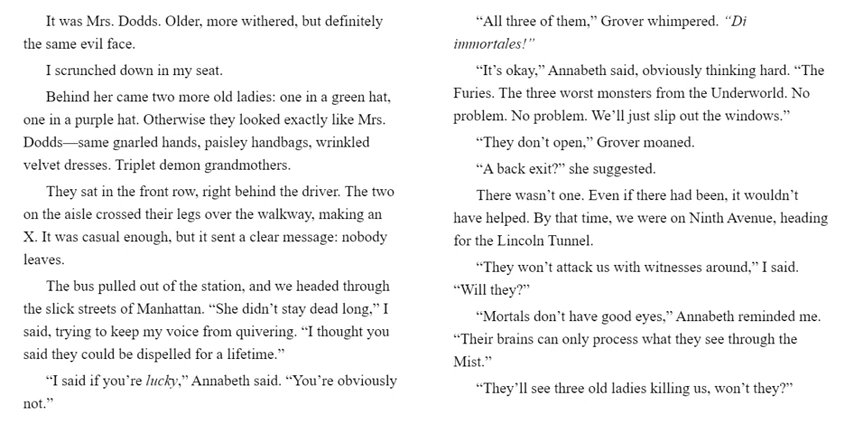 It was Mrs. Dodds. Older, more withered, but definitely
the same evil face.
I scrunched down in my seat.
Behind her came two more old ladies: one in a green hat,
one in a purple hat. Otherwise they looked exactly like Mrs.
Dodds—same gnarled hands, paisley handbags, wrinkled
velvet dresses. Triplet demon grandmothers.
They sat in the front row, right behind the driver. The two
on the aisle crossed their legs over the walkway, making an
X. It was casual enough, but it sent a clear message: nobody
leaves.
The bus pulled out of the station, and we headed through
the slick streets of Manhattan. “She didn’t stay dead long,” I
said, trying to keep my voice from quivering. “I thought you
said they could be dispelled for a lifetime.”
“I said if you’re lucky,” Annabeth said. “You’re obviously
not.”
“All three of them,” Grover whimpered. “Di
immortales!”
“It’s okay,” Annabeth said, obviously thinking hard. “The
Furies. The three worst monsters from the Underworld. No
problem. No problem. We’ll just slip out the windows.”
“They don’t open,” Grover moaned.
“A back exit?” she suggested.
There wasn’t one. Even if there had been, it wouldn’t
have helped. By that time, we were on Ninth Avenue, heading
for the Lincoln Tunnel.
“They won’t attack us with witnesses around,” I said.
“Will they?”
“Mortals don’t have good eyes,” Annabeth reminded me.
“Their brains can only process what they see through the
Mist.”
“They’ll see three old ladies killing us, won’t they?”